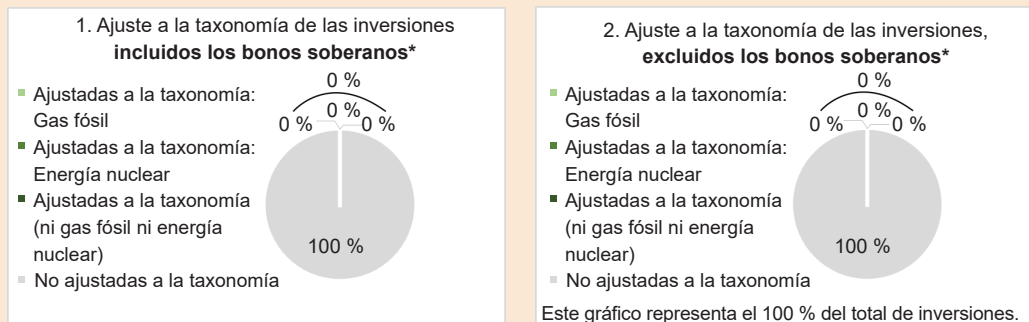 1. Ajuste a la taxonomía de las inversiones
incluidos los bonos soberanos*
Ajustadas a la taxonomía:
Gas fósil
Ajustadas a la taxonomía:
Energía nuclear
Ajustadas a la taxonomía
(ni gas fósil ni energía
nuclear)
No ajustadas a la taxonomía
0 %
0 %
0 %
0 %
100 %
2. Ajuste a la taxonomía de las inversiones,
excluidos los bonos soberanos*
Ajustadas a la taxonomía:
Gas fósil
Ajustadas a la taxonomía:
Energía nuclear
Ajustadas a la taxonomía
(ni gas fósil ni energía
nuclear)
No ajustadas a la taxonomía
0 %
0 %
0 %
0 %
100 %
Este gráfico representa el 100 % del total de inversiones.